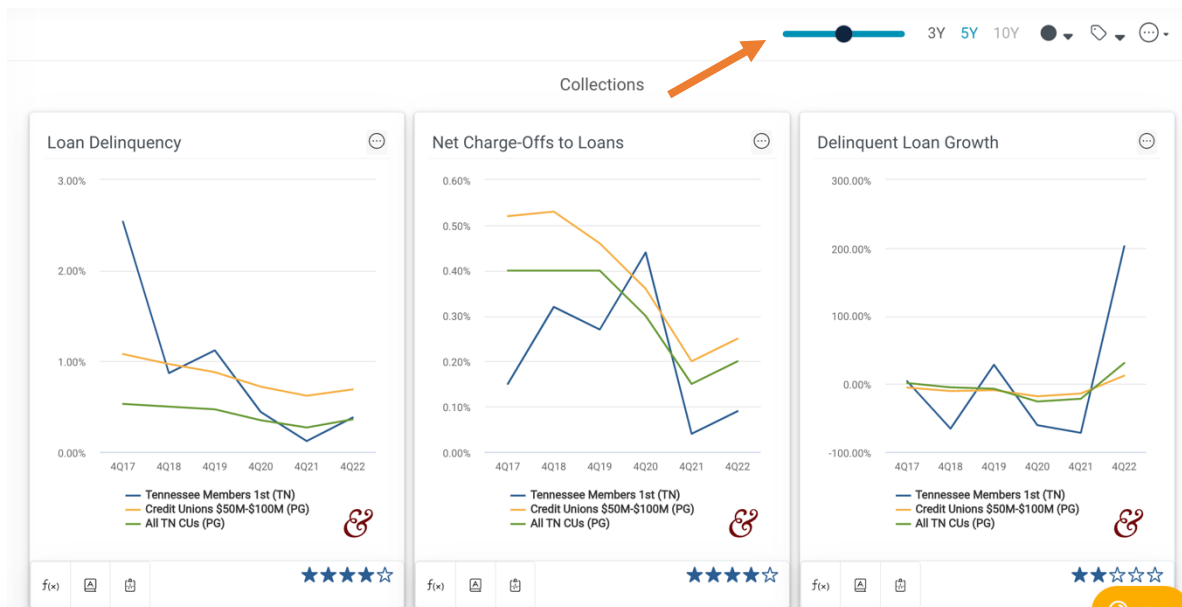 3Y 5Y 10Y
Collections
Loan Delinquency
3.00%
2.00%
1.00%
0.00%
4Q17 4Q18 4Q19 4Q20 4Q21 4Q22
Tennessee Members 1st (TN)
Credit Unions $50M-$100M (PG)
All TN CUs (PG)
&
f(x) A
Net Charge-Offs to Loans
0.60%
0.50%
0.40%
0.30%
0.20%
0.10%
0.00%
4Q17 4Q18 4Q19 4Q20 4Q21 4Q22
Tennessee Members 1st (TN)
Credit Unions $50M-$100M (PG)
All TN CUs (PG)
&
f(x) A
Delinquent Loan Growth
300.00%
200.00%
100.00%
0.00%
-100.00%
4Q17 4Q18 4Q19 4Q20 4Q21 4Q22
Tennessee Members 1st (TN)
Credit Unions $50M-$100M (PG)
All TN CUs (PG)
&
f(x) A